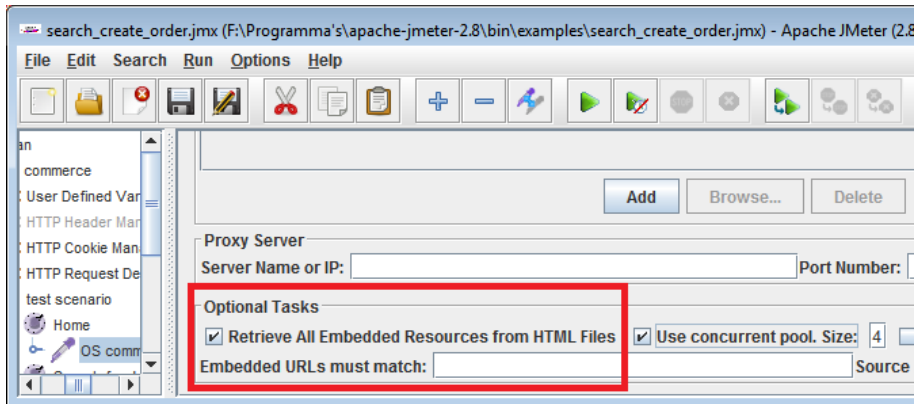 search_create_order.jmx (F:\Programma's\apache-jmeter-2.8\bin\examples\search_create_order.jmx) - Apache JMeter (2.8
File Edit Search Run Options Help
STOP
an
commerce
User Defined Var
HTTP Header Mar
HTTP Cookie Man
HTTP Request De
test scenario
Home
OS comm
Add Browse... Delete
Proxy Server
Server Name or IP: Port Number:
Optional Tasks
Retrieve All Embedded Resources from HTML Files Use concurrent pool. Size: 4
Embedded URLs must match: Source